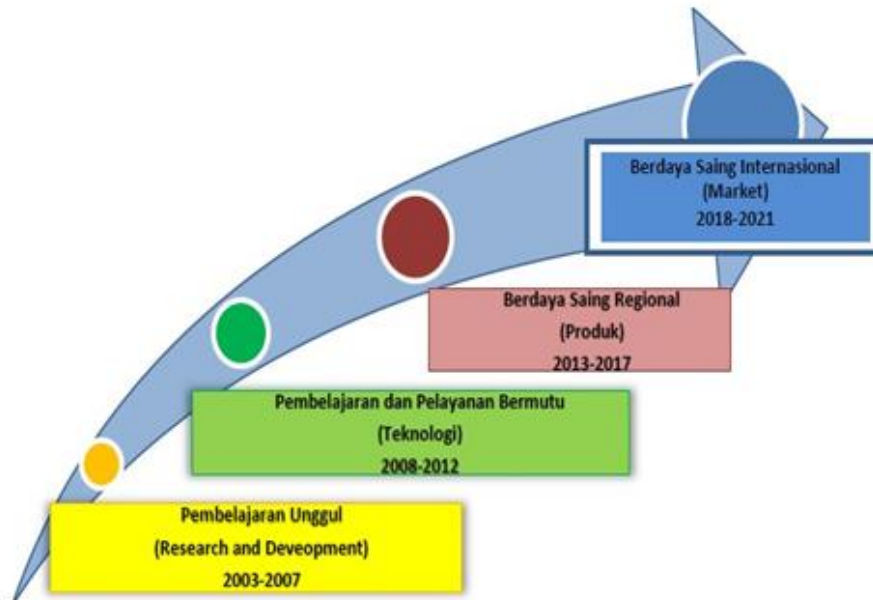 Berdaya Saing Internasional
(Market)
2018-2021
Berdaya Saing Regional
(Produk)
2013-2017
Pembelajaran dan Pelayanan Bermutu
(Teknologi)
2008-2012
Pembelajaran Unggul
(Research and Deveopment)
2003-2007